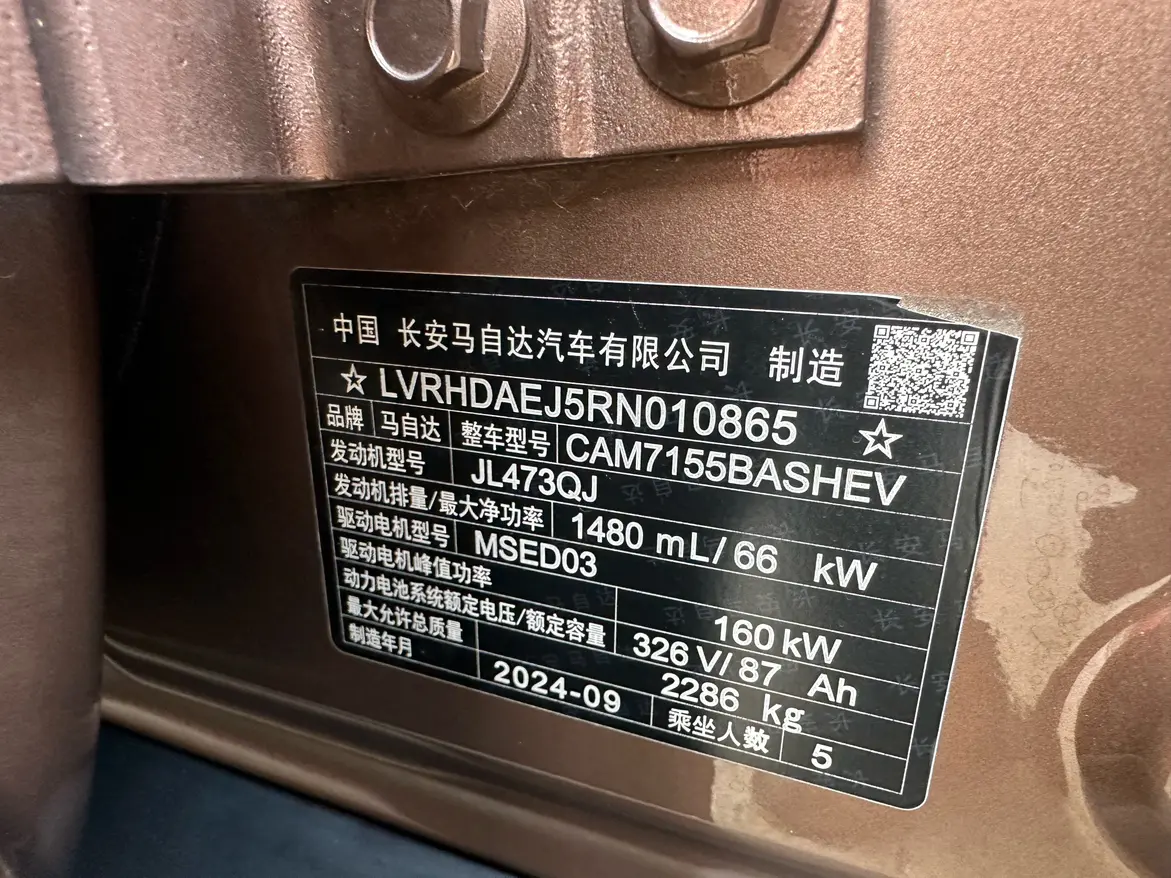 中国 长安马自达汽车有限公司 制造
☆ LVRHDAEJ5RN010865 ☆
品牌 马自达 整车型号 CAM7155BASHEV
发动机型号 JL473QJ
发动机排量/最大净功率 1480 mL/ 66 kW
驱动电机型号 MSED03
驱动电机峰值功率 160 kW
动力电池系统额定电压/额定容量 326 V/ 87 Ah
最大允许总质量 2286 kg
制造年月 2024-09 乘坐人数 5